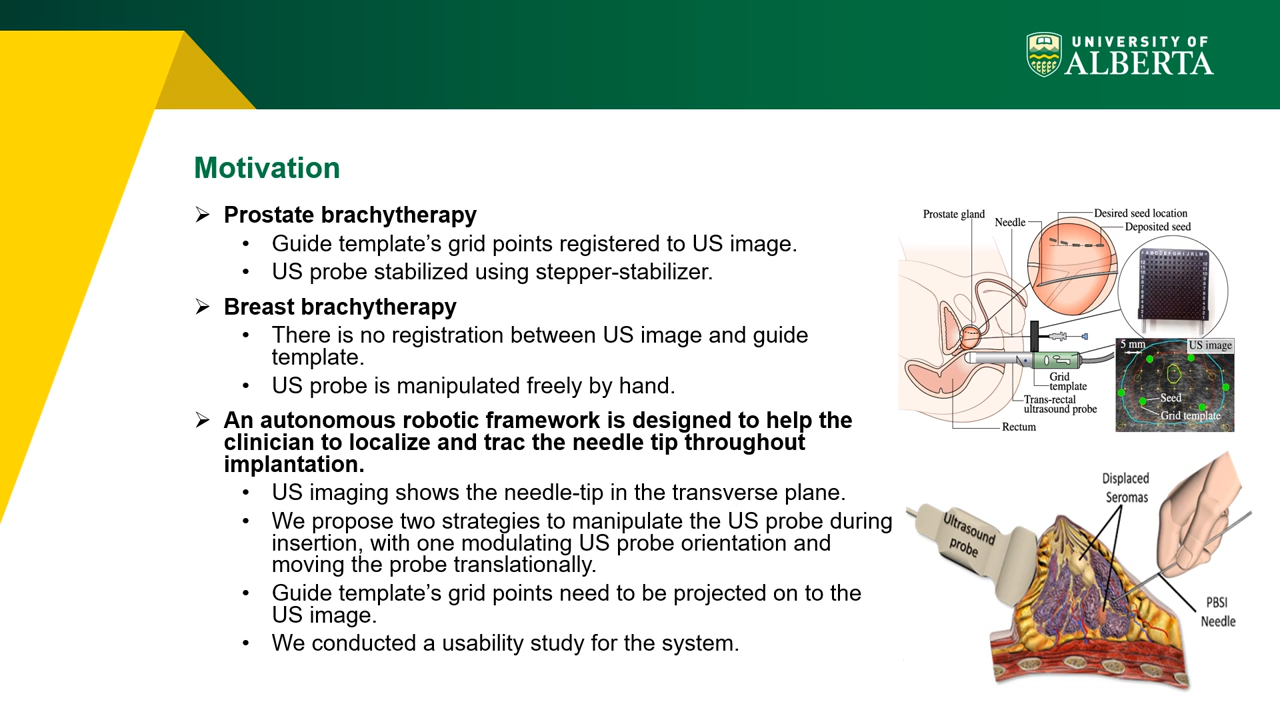 UNIVERSITY OF
ALBERTA
Motivation
➢ Prostate brachytherapy
• Guide template’s grid points registered to US image.
• US probe stabilized using stepper-stabilizer.
➢ Breast brachytherapy
• There is no registration between US image and guide
template.
• US probe is manipulated freely by hand.
➢ An autonomous robotic framework is designed to help the
clinician to localize and trac the needle tip throughout
implantation.
• US imaging shows the needle-tip in the transverse plane.
• We propose two strategies to manipulate the US probe during
insertion, with one modulating US probe orientation and
moving the probe translationally.
• Guide template’s grid points need to be projected on to the
US image.
• We conducted a usability study for the system.
Prostate gland
Needle
Desired seed location
Deposited seed
5 mm
US image
Seed
Grid template
Grid
template
Trans-rectal
ultrasound probe
Rectum
Displaced
Seromas
Ultrasound
probe
PBSI
Needle